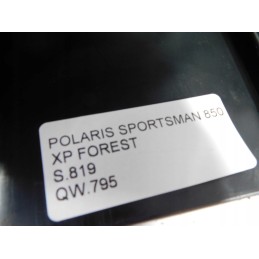 POLARIS SPORTSMAN 850
XP FOREST
S.819
QW.795